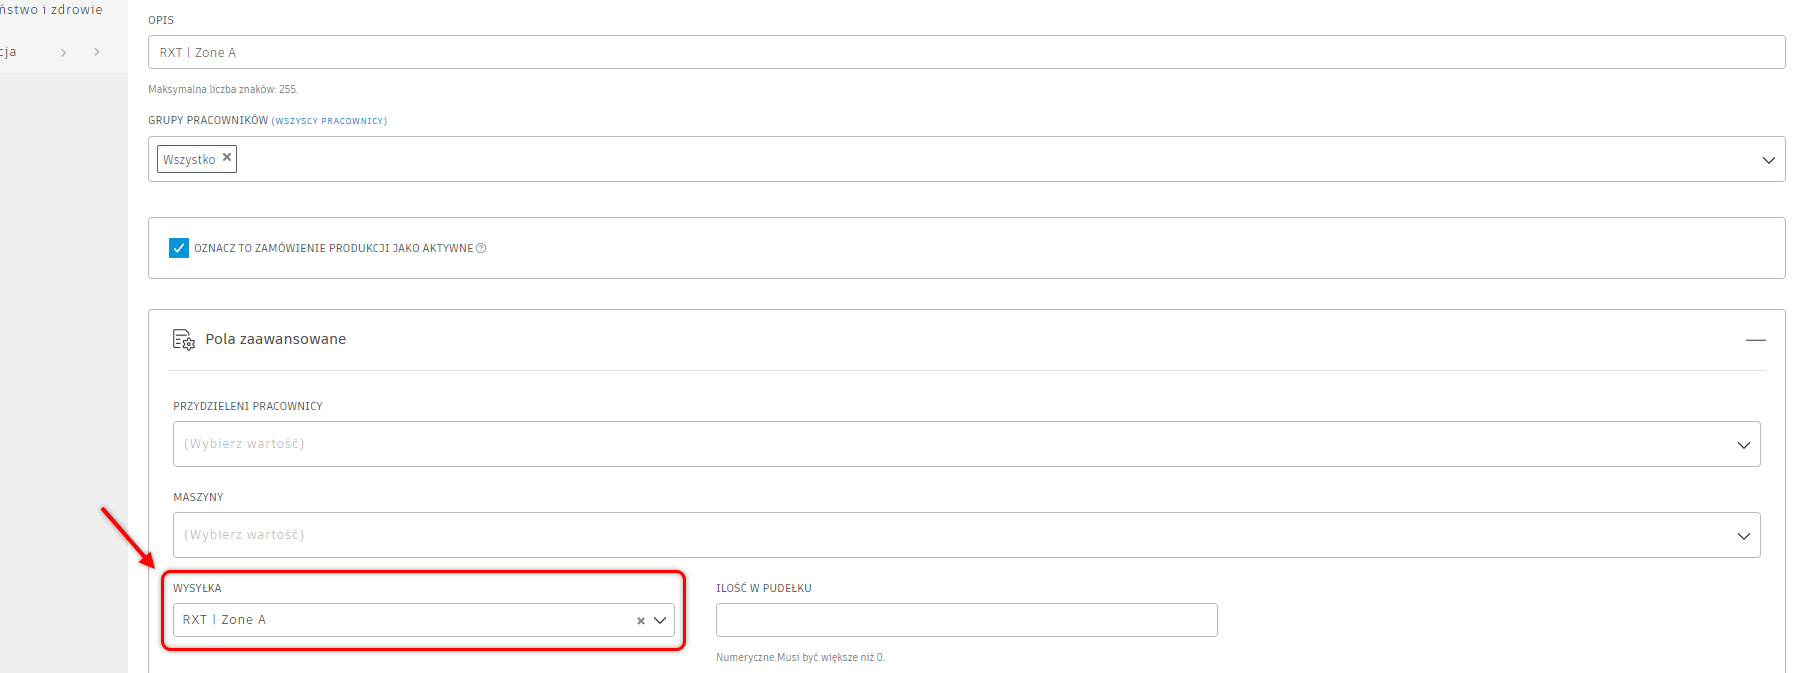 ństwo i zdrowie
cja
OPIS
RXT | Zone A
Maksymalna liczba znaków: 255.
GRUPY PRACOWNIKÓW (WSZYSCY PRACOWNICY)
Wszystko
OZNACZ TO ZAMÓWIENIE PRODUKCJI JAKO AKTYWNE
Pola zaawansowane
PRZYDZIELENI PRACOWNICY
(Wybierz wartość)
MASZYNY
(Wybierz wartość)
WYSYŁKA
RXT | Zone A
ILOŚĆ W PUDEŁKU
Numeryczne.Musi być większe niż 0.